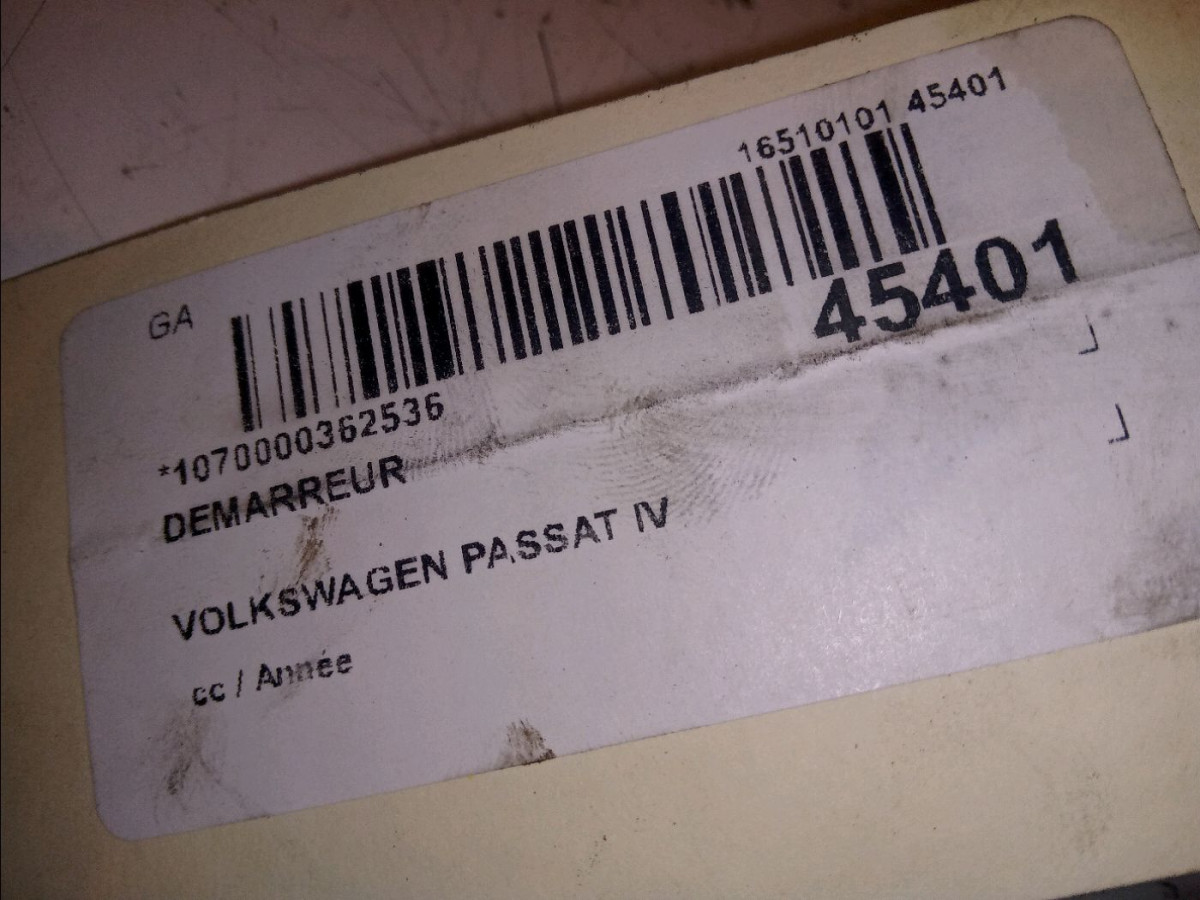 16510101 45401
GA
45401
*1070000362536
DEMARREUR
VOLKSWAGEN PASSAT IV
cc / Année